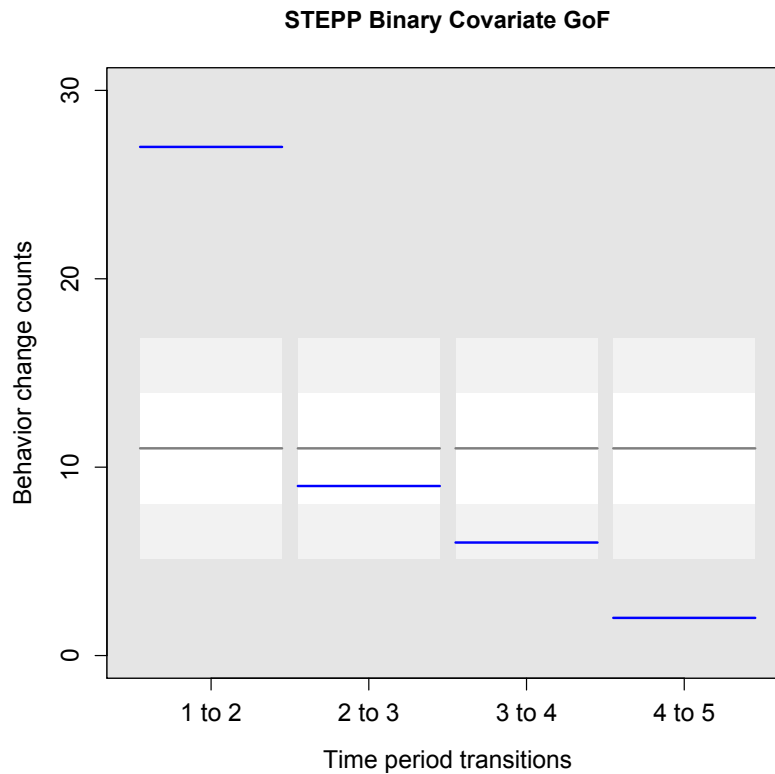 STEPP Binary Covariate GoF
Behavior change counts
30
20
10
0
1 to 2 2 to 3 3 to 4 4 to 5
Time period transitions